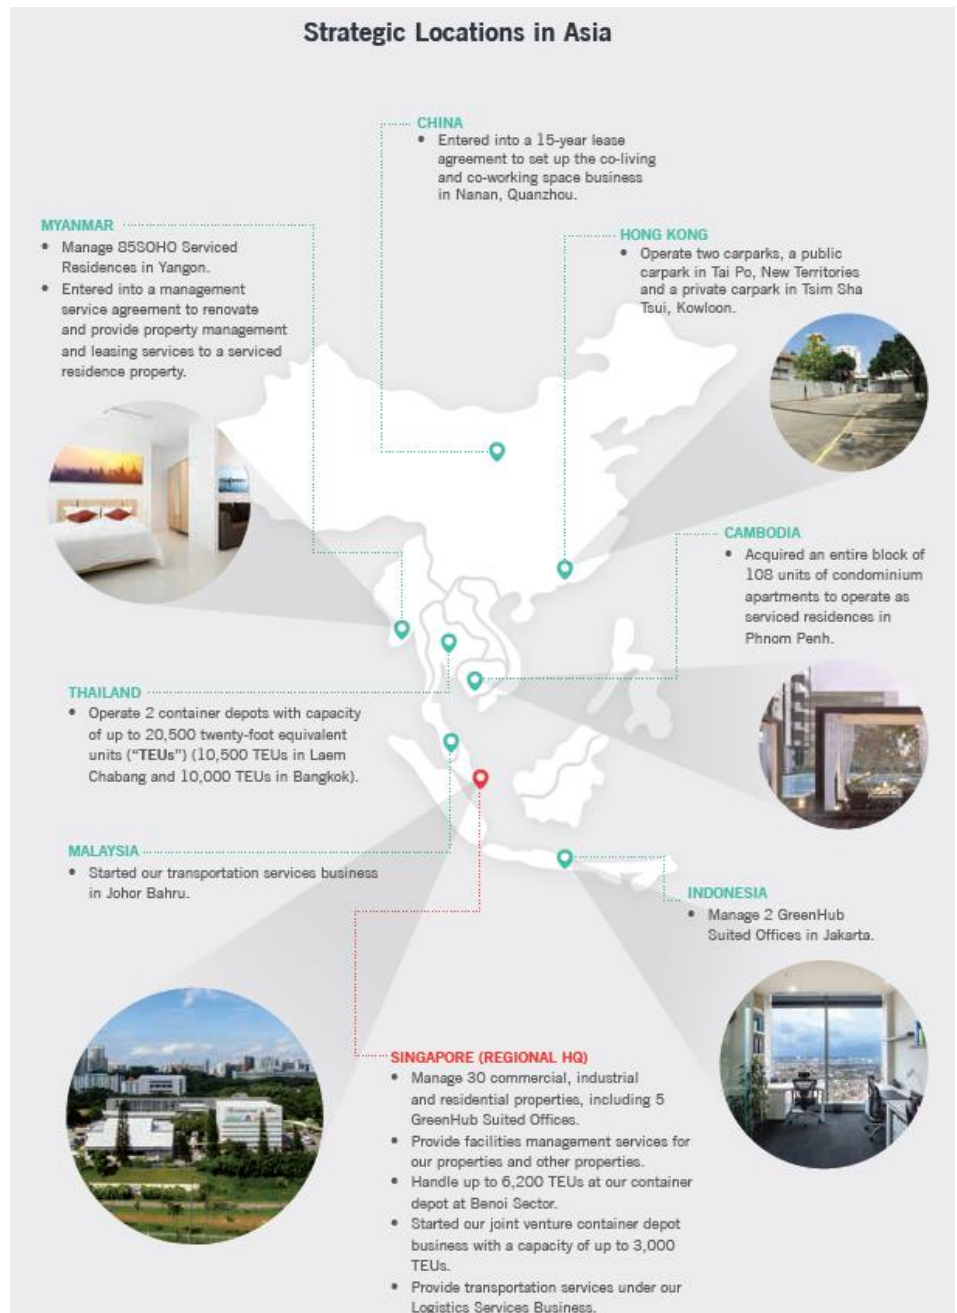 Strategic Locations in Asia
CHINA
• Entered into a 15-year lease
agreement to set up the co-living
and co-working space business
in Nanan, Quanzhou.
MYANMAR
• Manage 85SOHO Serviced
Residences in Yangon.
• Entered into a management
service agreement to renovate
and provide property management
and leasing services to a serviced
residence property.
HONG KONG
• Operate two carparks, a public
carpark in Tai Po, New Territories
and a private carpark in Tsim Sha
Tsui, Kowloon.
CAMBODIA
• Acquired an entire block of
108 units of condominium
apartments to operate as
serviced residences in
Phnom Penh.
THAILAND
• Operate 2 container depots with capacity
of up to 20,500 twenty-foot equivalent
units ("TEUs") (10,500 TEUs in Laem
Chabang and 10,000 TEUs in Bangkok).
MALAYSIA
• Started our transportation services business
in Johor Bahru.
INDONESIA
• Manage 2 GreenHub
Suited Offices in Jakarta.
SINGAPORE (REGIONAL HQ)
• Manage 30 commercial, industrial
and residential properties, including 5
GreenHub Suited Offices.
• Provide facilities management services for
our properties and other properties.
• Handle up to 6,200 TEUs at our container
depot at Benoi Sector.
• Started our joint venture container depot
business with a capacity of up to 3,000
TEUs.
• Provide transportation services under our
Logistics Services Business.